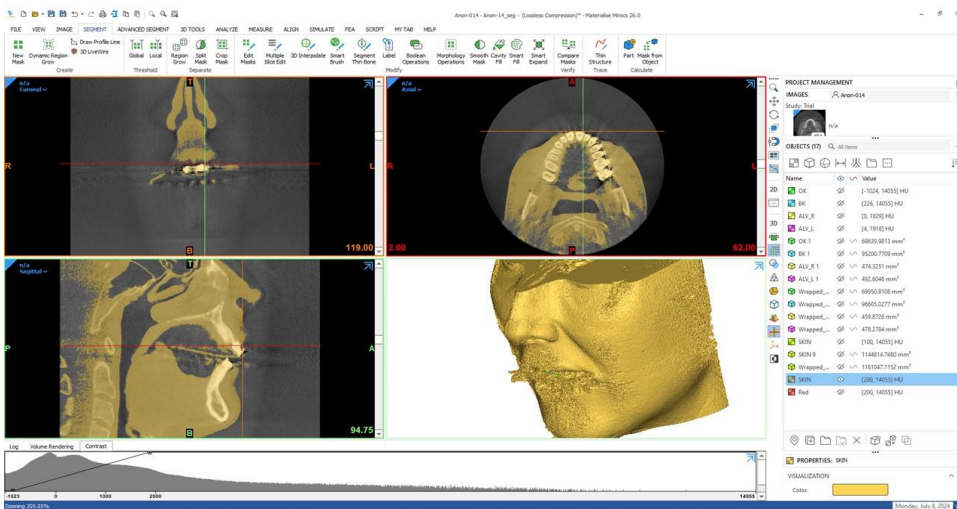 Anon-014 - Anon-14_seg - (Lossless Compression)* - Materialise Mimics 26.0
FILE VIEW IMAGE SEGMENT ADVANCED SEGMENT 3D TOOLS ANALYZE MEASURE ALIGN SIMULATE FEA SCRIPT MY TAB HELP
New Mask
Dynamic Region Grow
Draw Profile Line
3D LiveWire
Create
Global
Local
Threshold
Region Grow
Split Mask
Crop Mask
Separate
Edit Masks
Multiple Slice Edit
3D Interpolate
Smart Brush
Segment Thin Bone
Label
Boolean Operations
Morphology Operations
Smooth Mask
Cavity Fill
Smart Fill
Smart Expand
Modify
Compare Masks
Verify
Thin Structure
Trace
Part
Mask from Object
Calculate
n/a
Coronal
T
R
L
B
119.00
n/a
Axial
A
R
L
2.00
P
62.00
n/a
Sagittal
T
P
A
B
94.75
2D
3D
PROJECT MANAGEMENT
IMAGES Anon-014
Study: Trial
n/a
OBJECTS (17) All items
Name Value
OK [-1024, 14055] HU
BK [226, 14055] HU
ALV_R [0, 1829] HU
ALV_L [4, 1918] HU
OK 1 69639.9813 mm³
BK 1 95200.7709 mm³
ALV_R 1 474.3251 mm³
ALV_L 1 492.6046 mm³
Wrapped_... 69950.8108 mm³
Wrapped_... 96605.0277 mm³
Wrapped_... 459.8728 mm³
Wrapped_... 478.2784 mm³
SKIN [100, 14055] HU
SKIN 9 1144614.7480 mm³
Wrapped_... 1161047.1152 mm³
SKIN [200, 14055] HU
Red [200, 14055] HU
PROPERTIES: SKIN
VISUALIZATION
Color:
Log Volume Rendering Contrast
-1023 0 1000 2000 14055
Zooming 205.05%
Monday, July 8, 2024